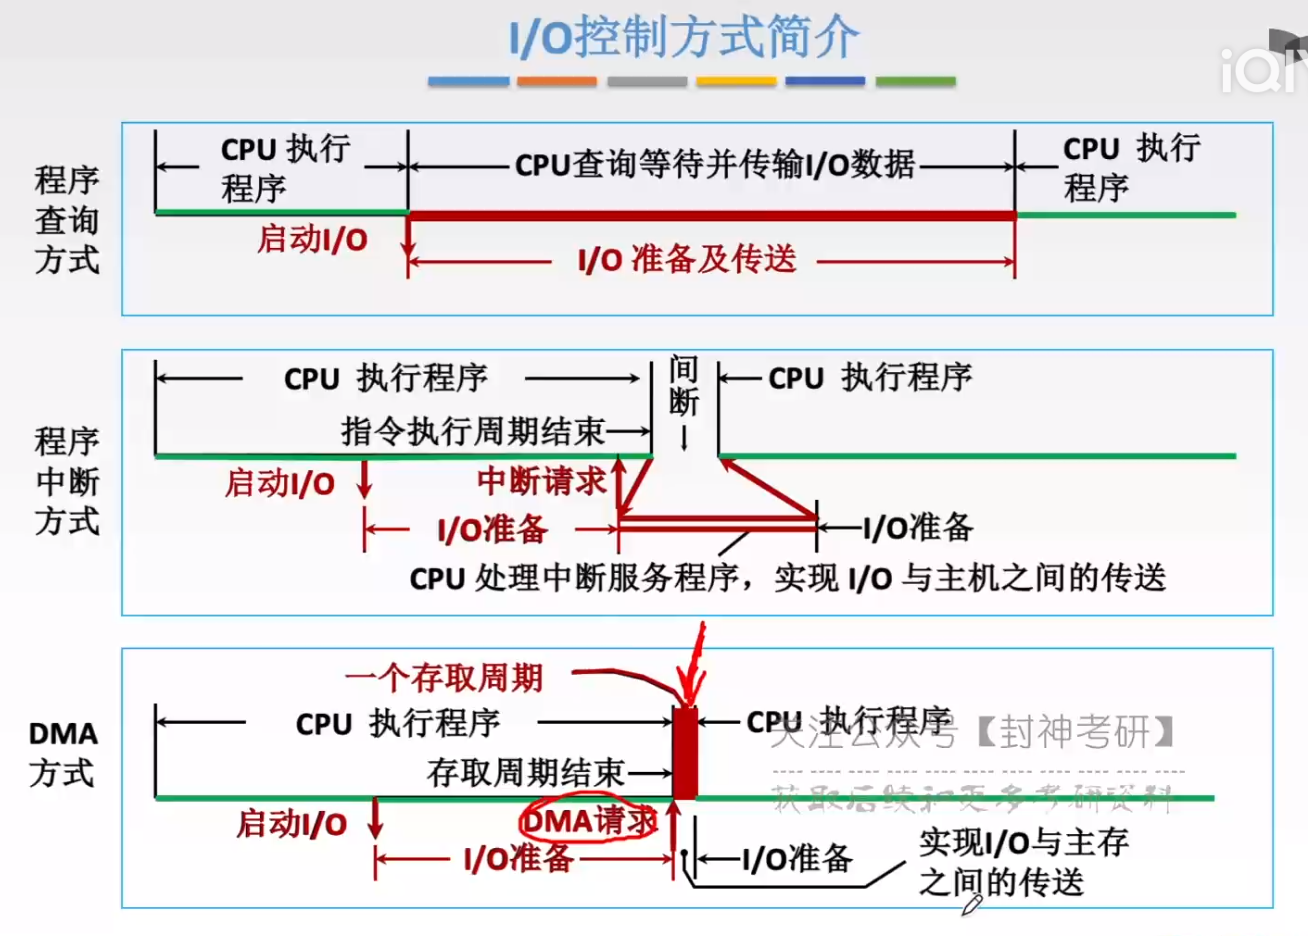 I/O控制方式简介
iQIY
程序
查询
方式
CPU 执行
程序
CPU查询等待并传输I/O数据
CPU 执行
程序
启动I/O
I/O 准备及传送
程序
中断
方式
CPU 执行程序
间
断
CPU 执行程序
指令执行周期结束
启动I/O
中断请求
I/O准备
I/O准备
CPU 处理中断服务程序，实现 I/O 与主机之间的传送
DMA
方式
一个存取周期
CPU 执行程序
CPU 执行程序
关注公众号【封神考研】
存取周期结束
获取后续和更多考研资料
启动I/O
DMA请求
I/O准备
I/O准备
实现I/O与主存
之间的传送